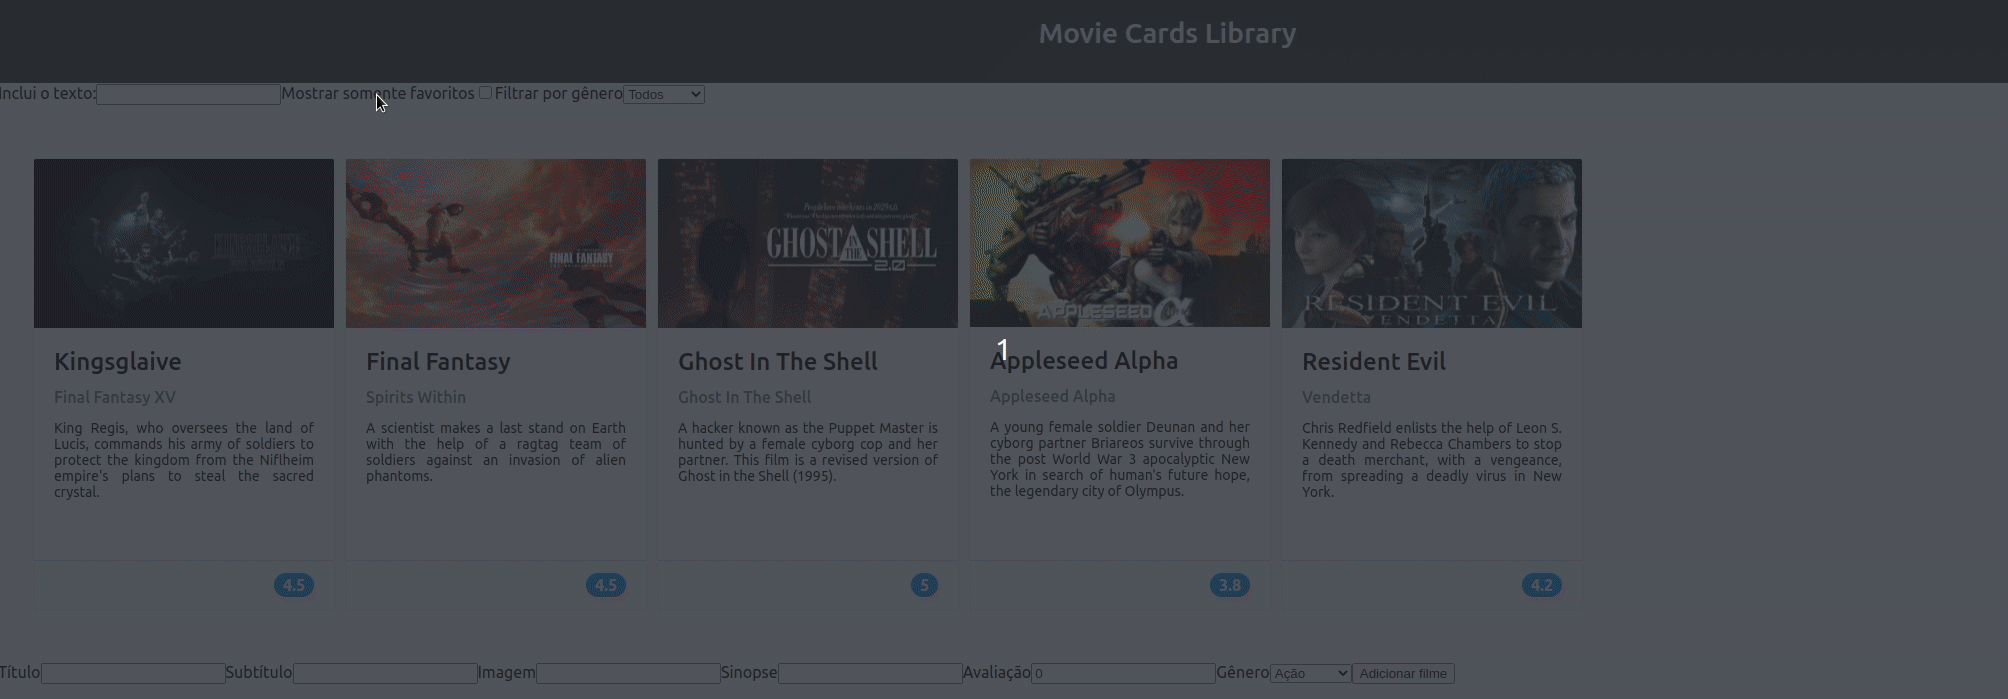 Movie Cards Library
Inclui o texto: Mostrar somente favoritos Filtrar por gênero Todos
People love machines in 2029 A.D.
GHOST IN THE SHELL
2.0
FINAL FANTASY
APPLESEED α
RESIDENT EVIL
VENDETTA
1
Kingsglaive
Final Fantasy XV
King Regis, who oversees the land of
Lucis, commands his army of soldiers to
protect the kingdom from the Niflheim
empire's plans to steal the sacred
crystal.
4.5
Final Fantasy
Spirits Within
A scientist makes a last stand on Earth
with the help of a ragtag team of
soldiers against an invasion of alien
phantoms.
4.5
Ghost In The Shell
Ghost In The Shell
A hacker known as the Puppet Master is
hunted by a female cyborg cop and her
partner. This film is a revised version of
Ghost in the Shell (1995).
5
Appleseed Alpha
Appleseed Alpha
A young female soldier Deunan and her
cyborg partner Briareos survive through
the post World War 3 apocalyptic New
York in search of human's future hope,
the legendary city of Olympus.
3.8
Resident Evil
Vendetta
Chris Redfield enlists the help of Leon S.
Kennedy and Rebecca Chambers to stop
a death merchant, with a vengeance,
from spreading a deadly virus in New
York.
4.2
Título Subtítulo Imagem Sinopse Avaliação 0 Gênero Ação Adicionar filme